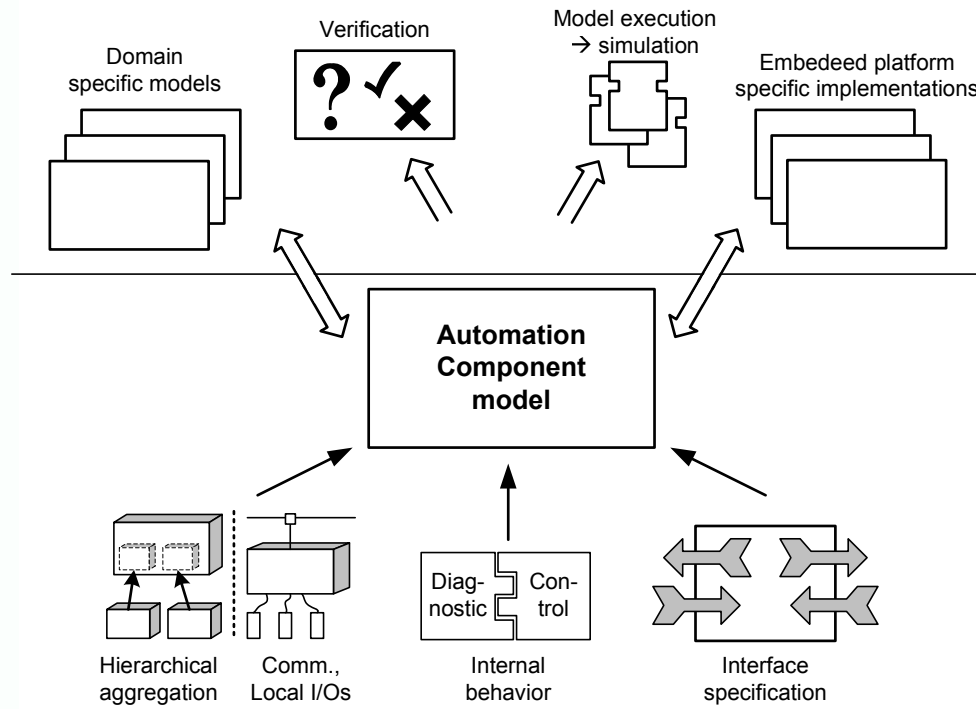 Domain
specific models
Verification
Model execution
→ simulation
Embedeed platform
specific implementations
Automation
Component
model
Diag-
nostic
Con-
trol
Hierarchical
aggregation
Comm.,
Local I/Os
Internal
behavior
Interface
specification